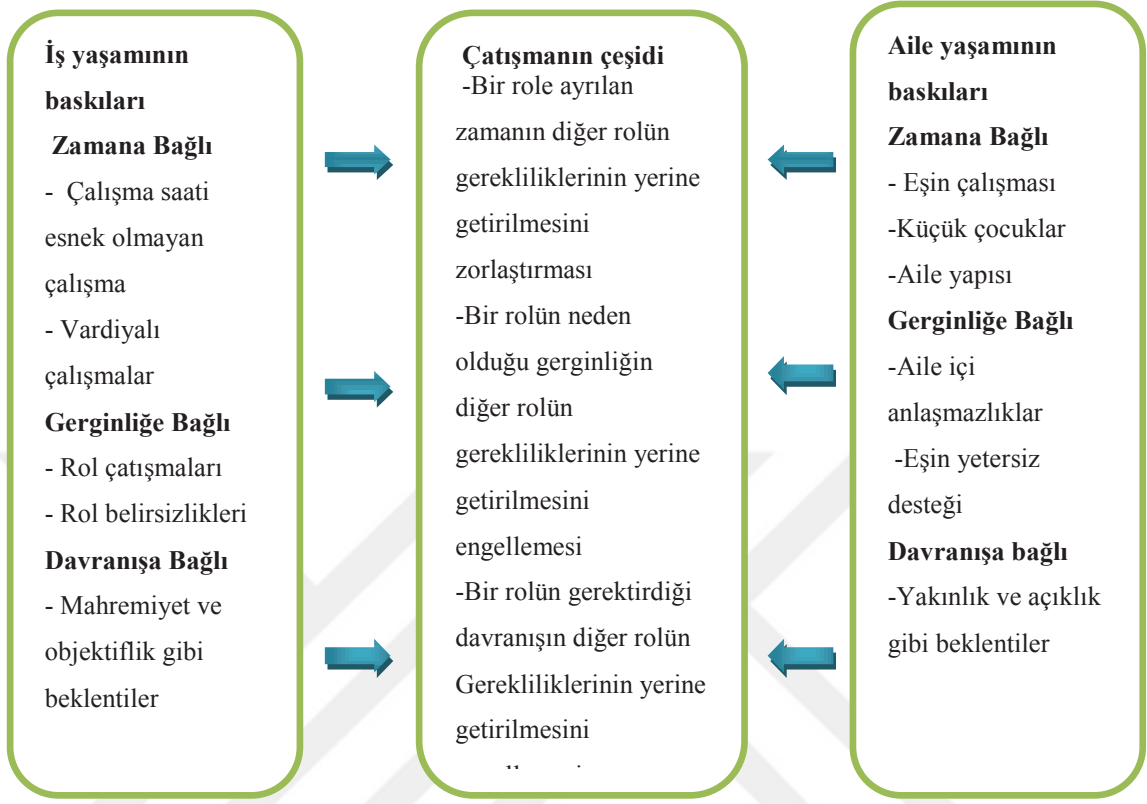 İş yaşamının
baskıları
Zamana Bağlı
- Çalışma saati
esnek olmayan
çalışma
- Vardiyalı
çalışmalar
Gerginliğe Bağlı
- Rol çatışmaları
- Rol belirsizlikleri
Davranışa Bağlı
- Mahremiyet ve
objektiflik gibi
beklentiler
Çatışmanın çeşidi
-Bir role ayrılan
zamanın diğer rolün
gerekliliklerinin yerine
getirilmesini
zorlaştırması
-Bir rolün neden
olduğu gerginliğin
diğer rolün
gerekliliklerinin yerine
getirilmesini
engellemesi
-Bir rolün gerektirdiği
davranışın diğer rolün
Gerekliliklerinin yerine
getirilmesini
Aile yaşamının
baskıları
Zamana Bağlı
- Eşin çalışması
-Küçük çocuklar
-Aile yapısı
Gerginliğe Bağlı
-Aile içi
anlaşmazlıklar
-Eşin yetersiz
desteği
Davranışa bağlı
-Yakınlık ve açıklık
gibi beklentiler